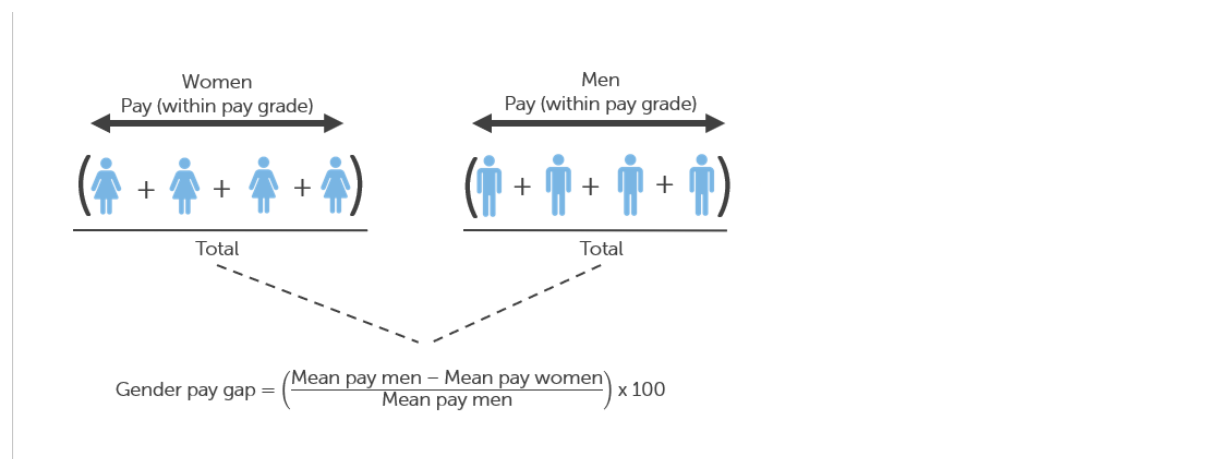 Women
Pay (within pay grade)
Men
Pay (within pay grade)
( + + + )
Total
( + + + )
Total
Gender pay gap = (Mean pay men – Mean pay women
Mean pay men) x 100